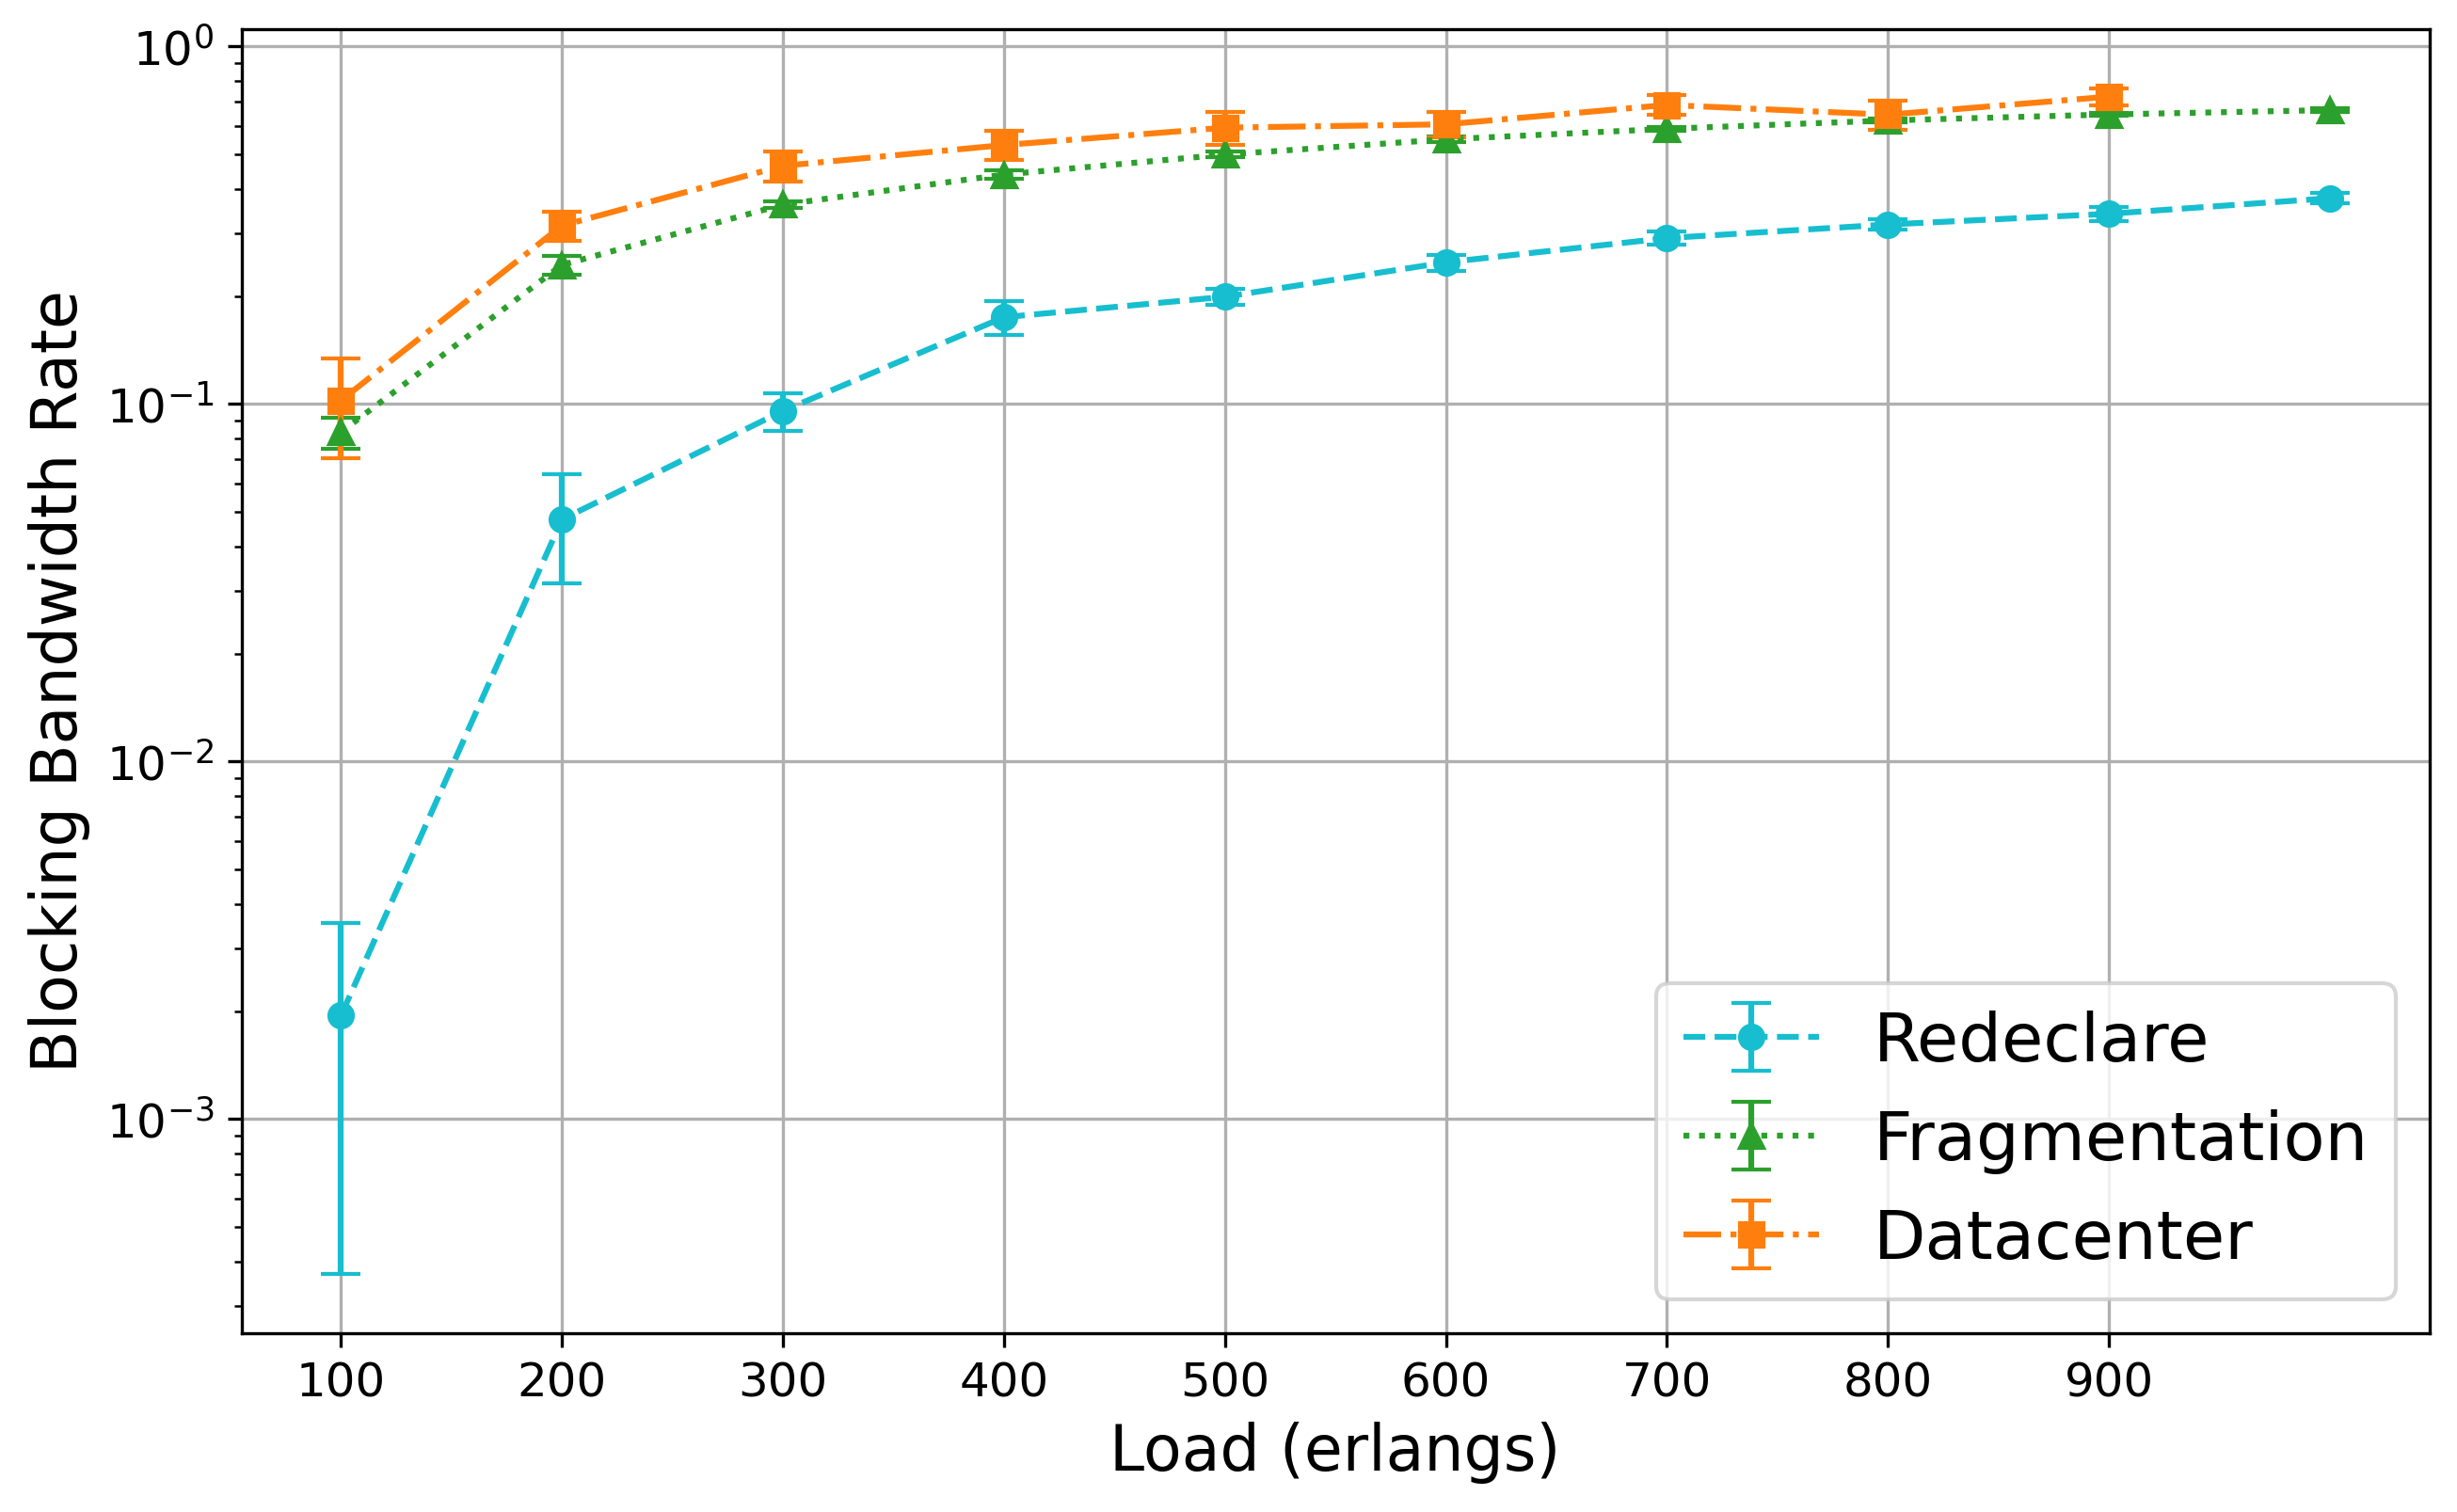 Blocking Bandwidth Rate
10⁰
10⁻¹
10⁻²
10⁻³
100 200 300 400 500 600 700 800 900
Load (erlangs)
Redeclare
Fragmentation
Datacenter